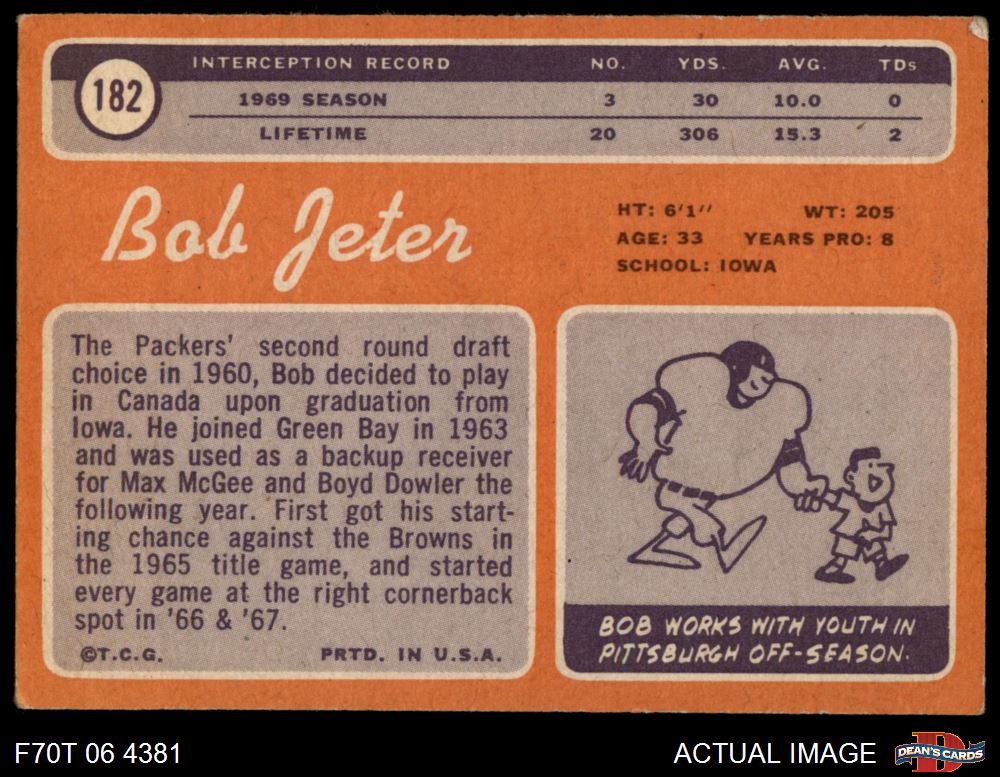 INTERCEPTION RECORD NO. YDS. AVG. TDs
182
1969 SEASON 3 30 10.0 0
LIFETIME 20 306 15.3 2
Bob Jeter
HT: 6'1'' WT: 205
AGE: 33 YEARS PRO: 8
SCHOOL: IOWA
The Packers' second round draft
choice in 1960, Bob decided to play
in Canada upon graduation from
Iowa. He joined Green Bay in 1963
and was used as a backup receiver
for Max McGee and Boyd Dowler the
following year. First got his start-
ing chance against the Browns in
the 1965 title game, and started
every game at the right cornerback
spot in '66 & '67.
©T.C.G. PRTD. IN U.S.A.
BOB WORKS WITH YOUTH IN
PITTSBURGH OFF-SEASON.
F70T 06 4381 ACTUAL IMAGE
D
DEAN'S CARDS